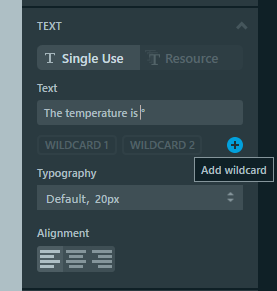 TEXT
Single Use Resource
Text
The temperature is °
WILDCARD 1 WILDCARD 2
Add wildcard
Typography
Default, 20px
Alignment